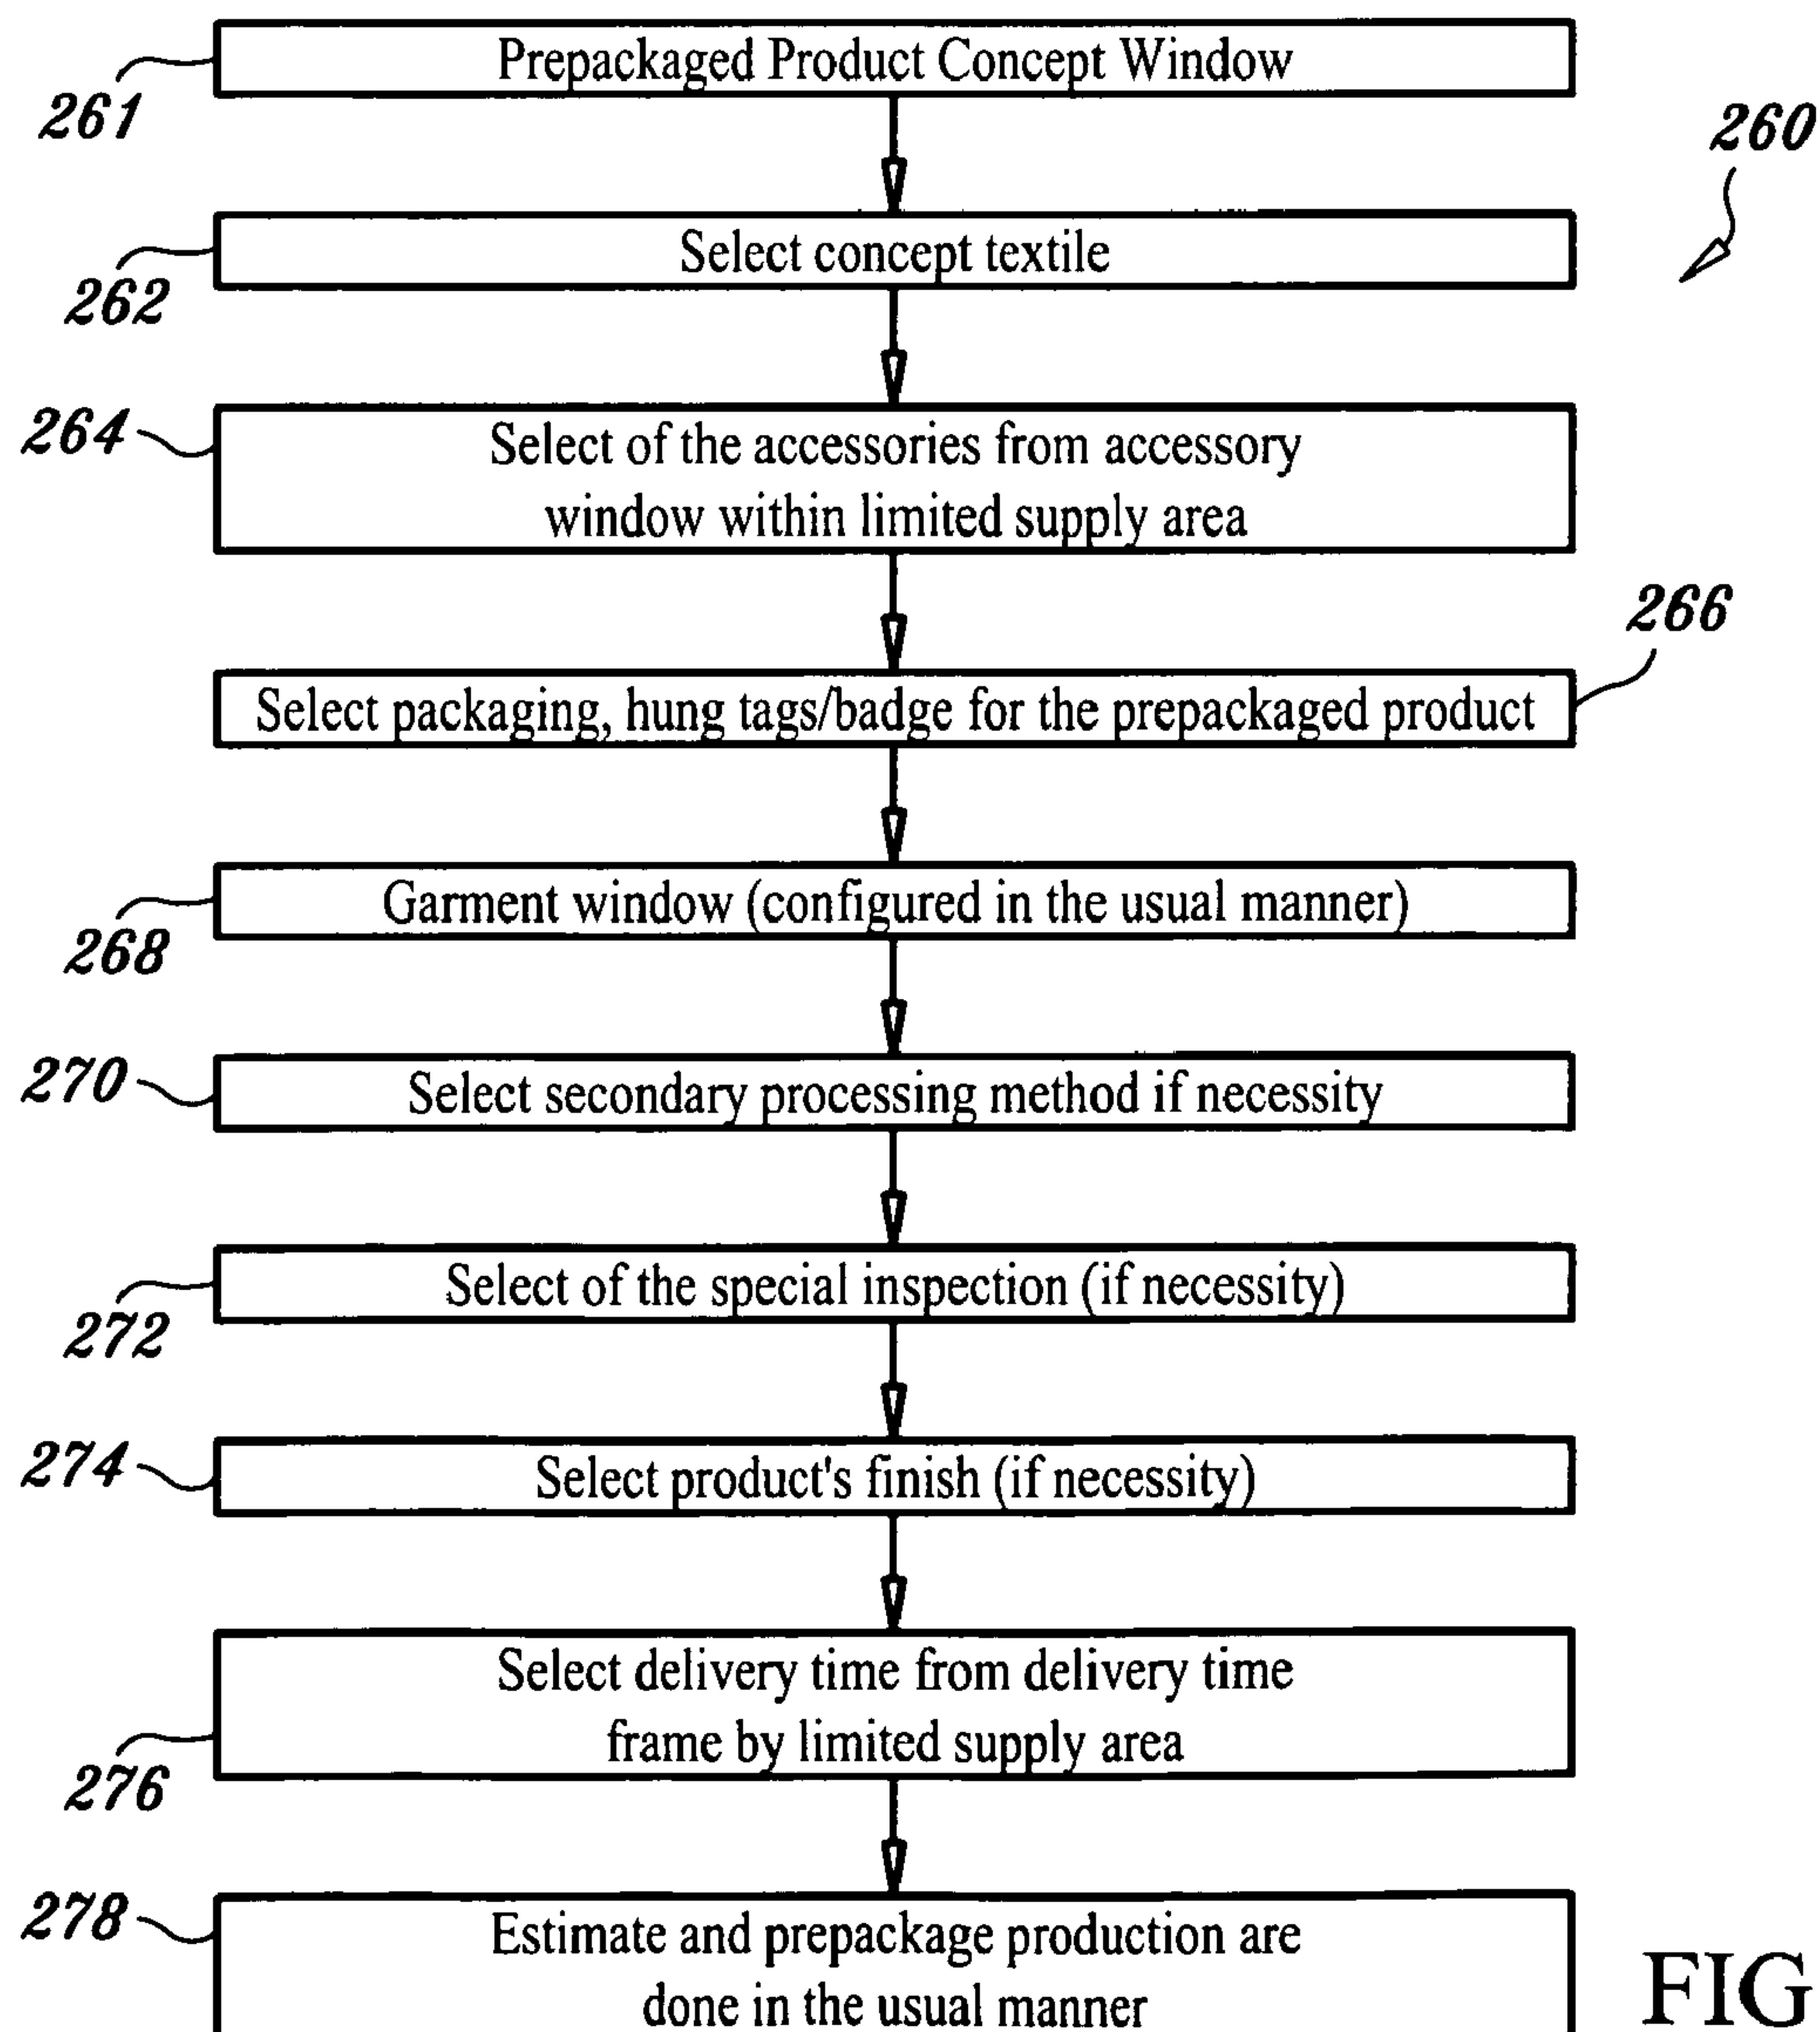 Prepackaged Product Concept Window
261
260
Select concept textile
262
264
Select of the accessories from accessory
window within limited supply area
266
Select packaging, hung tags/badge for the prepackaged product
Garment window (configured in the usual manner)
268
270
Select secondary processing method if necessity
Select of the special inspection (if necessity)
272
274
Select product's finish (if necessity)
Select delivery time from delivery time
frame by limited supply area
276
278
Estimate and prepackage production are
done in the usual manner
FIG